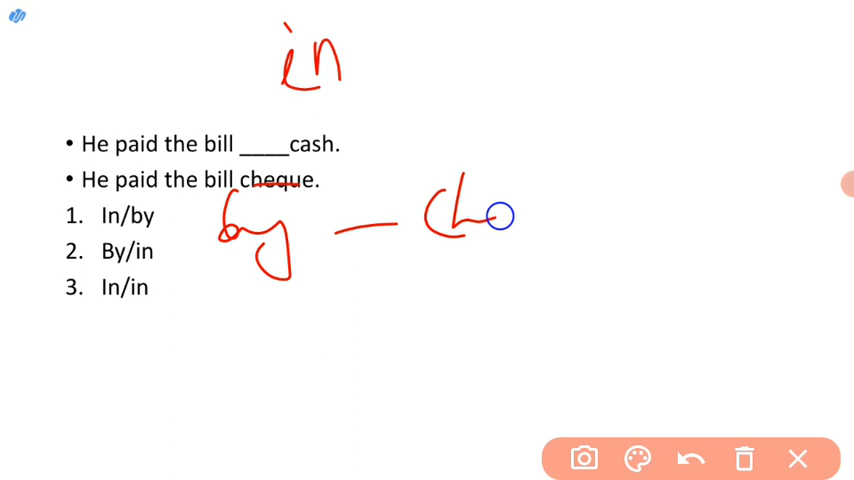 in
• He paid the bill ____cash.
• He paid the bill cheque.
1. In/by
by — Ch
2. By/in
3. In/in